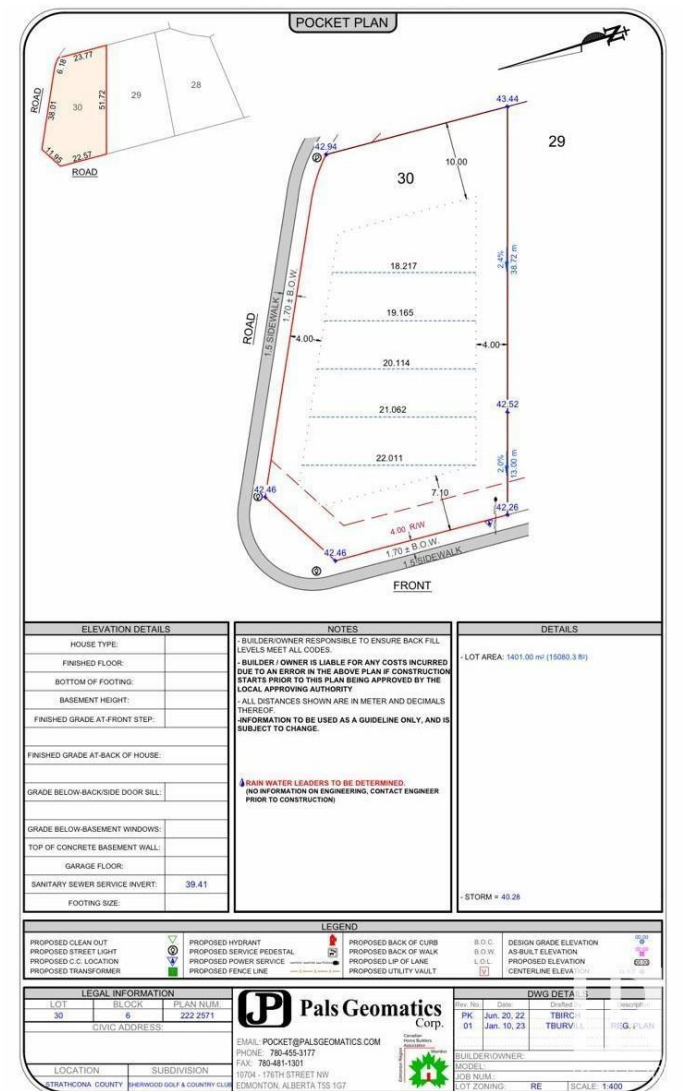 POCKET PLAN
6.18
23.77
ROAD
38.01
30
51.72
29
28
11.95
22.57
ROAD
N
43.44
42.94
30
29
10.00
18.217
2.4%
38.72 m
1.70 ± B.O.W.
1.5 SIDEWALK
ROAD
19.165
4.00
4.00
20.114
21.062
42.52
22.011
2.0%
13.00 m
42.46
7.10
42.26
4.00 R/W
42.46
1.70 ± B.O.W.
1.5 SIDEWALK
FRONT
ELEVATION DETAILS
HOUSE TYPE:
FINISHED FLOOR:
BOTTOM OF FOOTING:
BASEMENT HEIGHT:
FINISHED GRADE AT-FRONT STEP:
FINISHED GRADE AT-BACK OF HOUSE:
GRADE BELOW-BACK/SIDE DOOR SILL:
GRADE BELOW-BASEMENT WINDOWS:
TOP OF CONCRETE BASEMENT WALL:
GARAGE FLOOR:
SANITARY SEWER SERVICE INVERT: 39.41
FOOTING SIZE:
NOTES
- BUILDER/OWNER RESPONSIBLE TO ENSURE BACK FILL
LEVELS MEET ALL CODES.
- BUILDER / OWNER IS LIABLE FOR ANY COSTS INCURRED
DUE TO AN ERROR IN THE ABOVE PLAN IF CONSTRUCTION
STARTS PRIOR TO THIS PLAN BEING APPROVED BY THE
LOCAL APPROVING AUTHORITY
- ALL DISTANCES SHOWN ARE IN METER AND DECIMALS
THEREOF.
-INFORMATION TO BE USED AS A GUIDELINE ONLY, AND IS
SUBJECT TO CHANGE.
RAIN WATER LEADERS TO BE DETERMINED.
(NO INFORMATION ON ENGINEERING, CONTACT ENGINEER
PRIOR TO CONSTRUCTION)
DETAILS
- LOT AREA: 1401.00 m² (15080.3 ft²)
- STORM = 40.28
LEGEND
PROPOSED CLEAN OUT
PROPOSED STREET LIGHT
PROPOSED C.C. LOCATION
PROPOSED TRANSFORMER
PROPOSED HYDRANT
PROPOSED SERVICE PEDESTAL
PROPOSED POWER SERVICE
PROPOSED FENCE LINE
PROPOSED BACK OF CURB B.O.C.
PROPOSED BACK OF WALK B.O.W.
PROPOSED LIP OF LANE L.O.L.
PROPOSED UTILITY VAULT V
DESIGN GRADE ELEVATION 00.00
AS-BUILT ELEVATION
PROPOSED ELEVATION
CENTERLINE ELEVATION
LEGAL INFORMATION
LOT BLOCK PLAN NUM.
30 6 222 2571
CIVIC ADDRESS:
LOCATION SUBDIVISION
STRATHCONA COUNTY SHERWOOD GOLF & COUNTRY CLUB
JP Pals Geomatics
Corp.
EMAIL: POCKET@PALSGEOMATICS.COM
PHONE: 780-455-3177
FAX: 780-481-1301
10704 - 176TH STREET NW
EDMONTON, ALBERTA T5S 1G7
Canadian
Home Builders
Association
Edmonton Region
Member
DWG DETAILS
Rev. No. Date: Drafted Description
PK Jun. 20, 22 TBIRCH
01 Jan. 10, 23 TBURVILL REG. PLAN
BUILDER/OWNER:
MODEL:
JOB NUM.:
LOT ZONING: RE SCALE 1:400